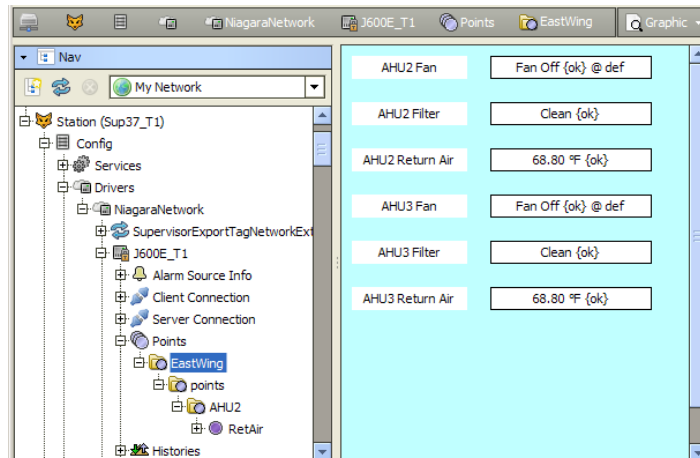 NiagaraNetwork J600E_T1 Points EastWing Graphic
Nav
My Network
Station (Sup37_T1)
Config
Services
Drivers
NiagaraNetwork
SupervisorExportTagNetworkExt
J600E_T1
Alarm Source Info
Client Connection
Server Connection
Points
EastWing
points
AHU2
RetAir
Histories
AHU2 Fan Fan Off {ok} @ def
AHU2 Filter Clean {ok}
AHU2 Return Air 68.80 ºF {ok}
AHU3 Fan Fan Off {ok} @ def
AHU3 Filter Clean {ok}
AHU3 Return Air 68.80 ºF {ok}